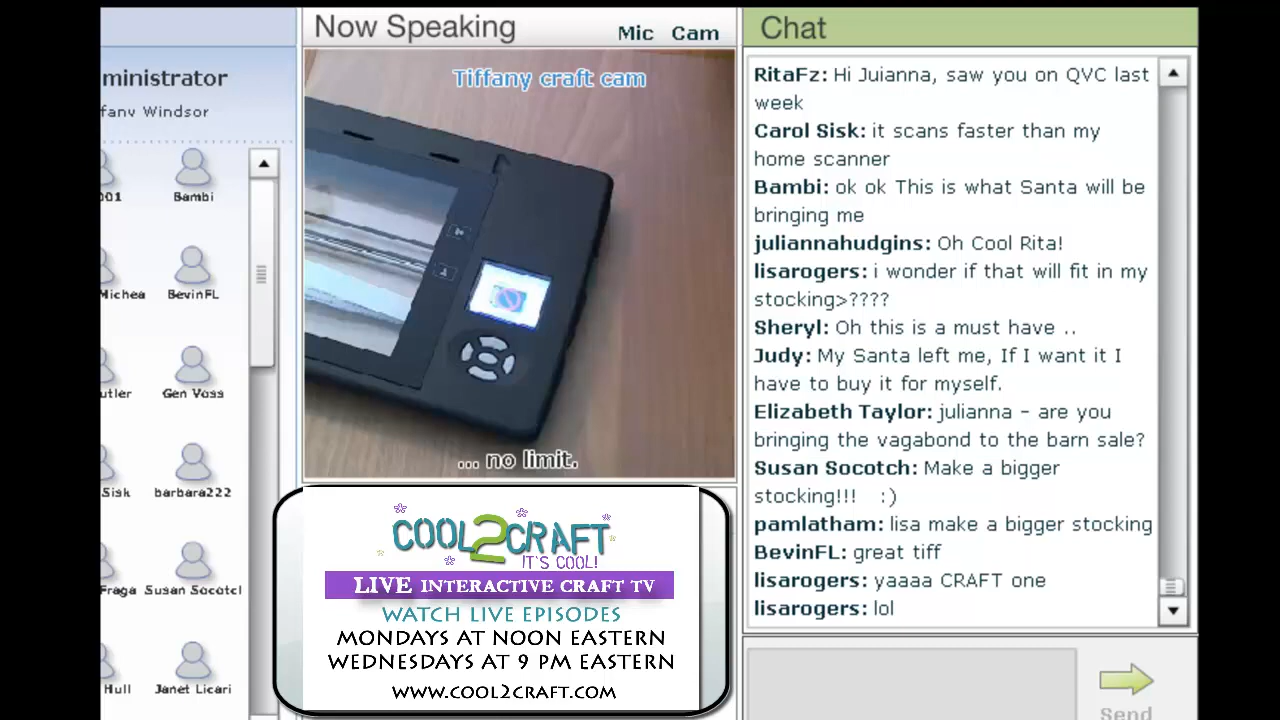 ministrator
fany Windsor
001
Bambi
Michea
BevinFL
utler
Gen Voss
Sisk
barbara222
Fraga
Susan Socotcl
Hull
Janet Licari
Now Speaking
Mic Cam
Tiffany craft cam
... no limit.
COOL2CRAFT
IT'S COOL!
LIVE INTERACTIVE CRAFT TV
WATCH LIVE EPISODES
MONDAYS AT NOON EASTERN
WEDNESDAYS AT 9 PM EASTERN
WWW.COOL2CRAFT.COM
Chat
RitaFz: Hi Juianna, saw you on QVC last
week
Carol Sisk: it scans faster than my
home scanner
Bambi: ok ok This is what Santa will be
bringing me
juliannahudgins: Oh Cool Rita!
lisarogers: i wonder if that will fit in my
stocking>????
Sheryl: Oh this is a must have ..
Judy: My Santa left me, If I want it I
have to buy it for myself.
Elizabeth Taylor: julianna - are you
bringing the vagabond to the barn sale?
Susan Socotch: Make a bigger
stocking!!! :)
pamlatham: lisa make a bigger stocking
BevinFL: great tiff
lisarogers: yaaaa CRAFT one
lisarogers: lol
Send